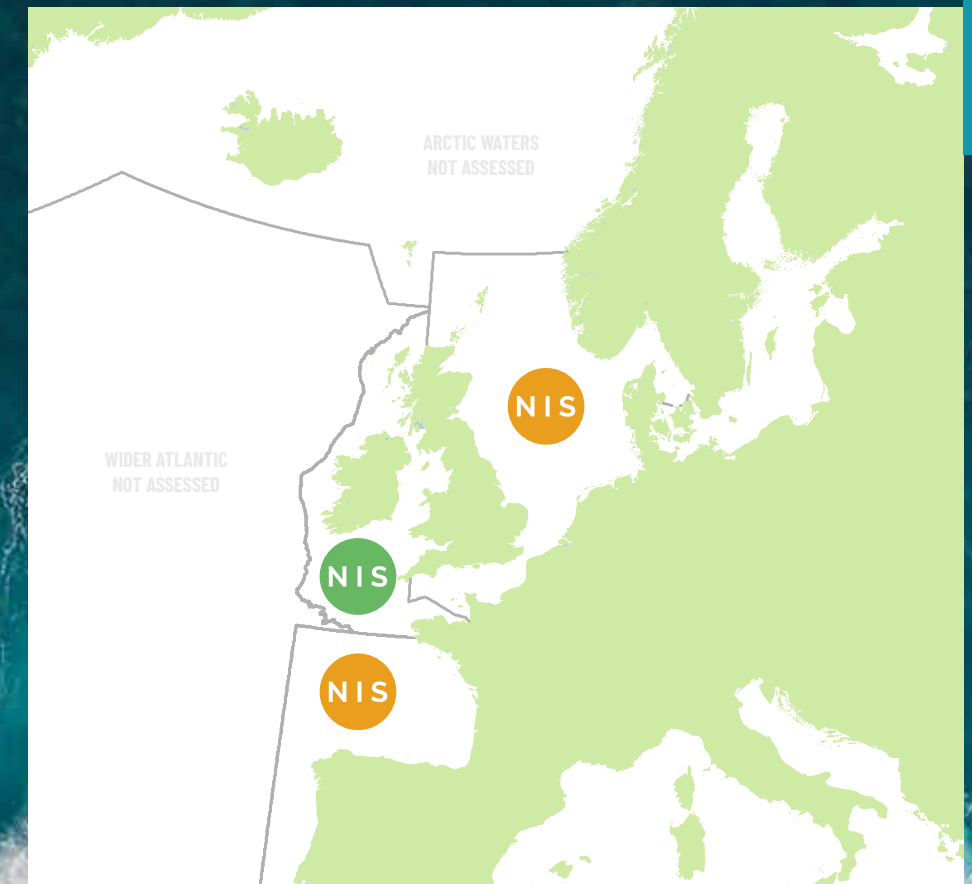 ARCTIC WATERS
NOT ASSESSED
NIS
WIDER ATLANTIC
NOT ASSESSED
NIS
NIS